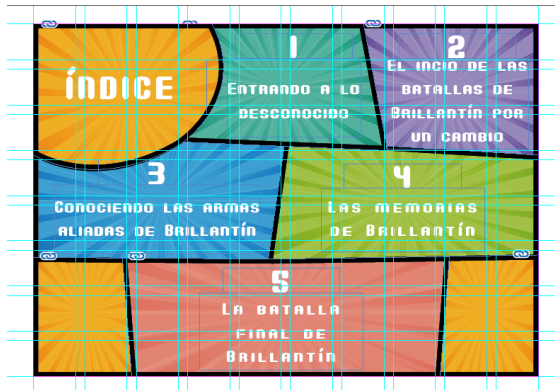 ÍNDICE
1
Entrando a lo
desconocido
2
El incio de las
batallas de
Brillantín por
un cambio
3
Conociendo las armas
aliadas de Brillantín
4
Las memorias
de Brillantín
5
La batalla
final de
Brillantín